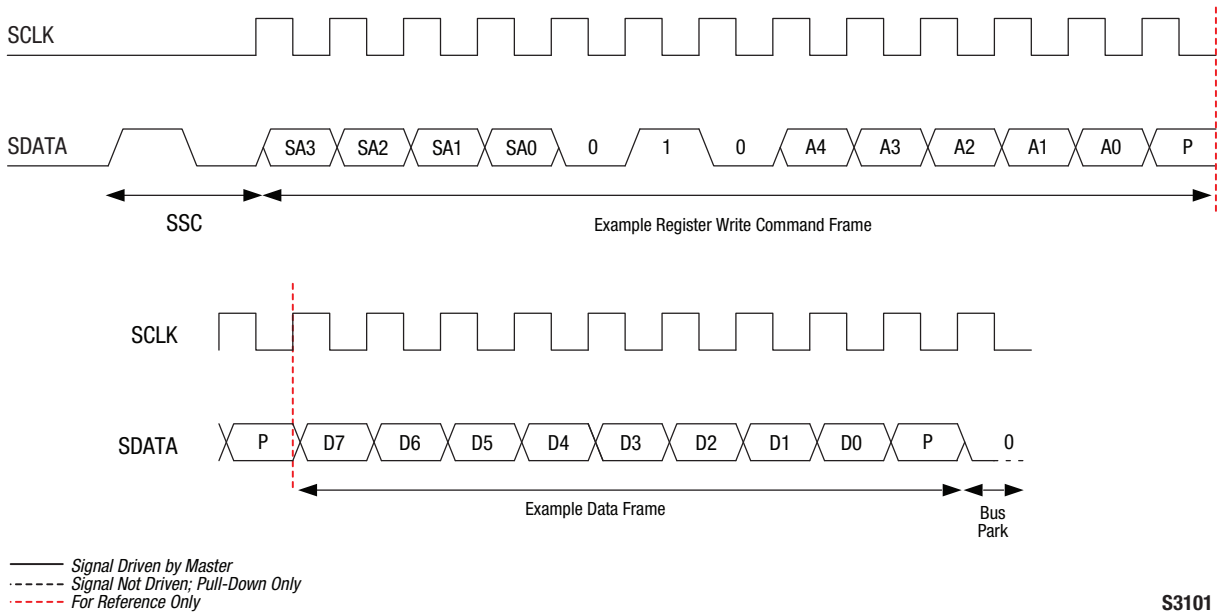 SCLK
SDATA SA3 SA2 SA1 SA0 0 1 0 A4 A3 A2 A1 A0 P
SSC
Example Register Write Command Frame
SCLK
SDATA P D7 D6 D5 D4 D3 D2 D1 D0 P 0
Example Data Frame
Bus
Park
Signal Driven by Master
Signal Not Driven; Pull-Down Only
For Reference Only
S3101